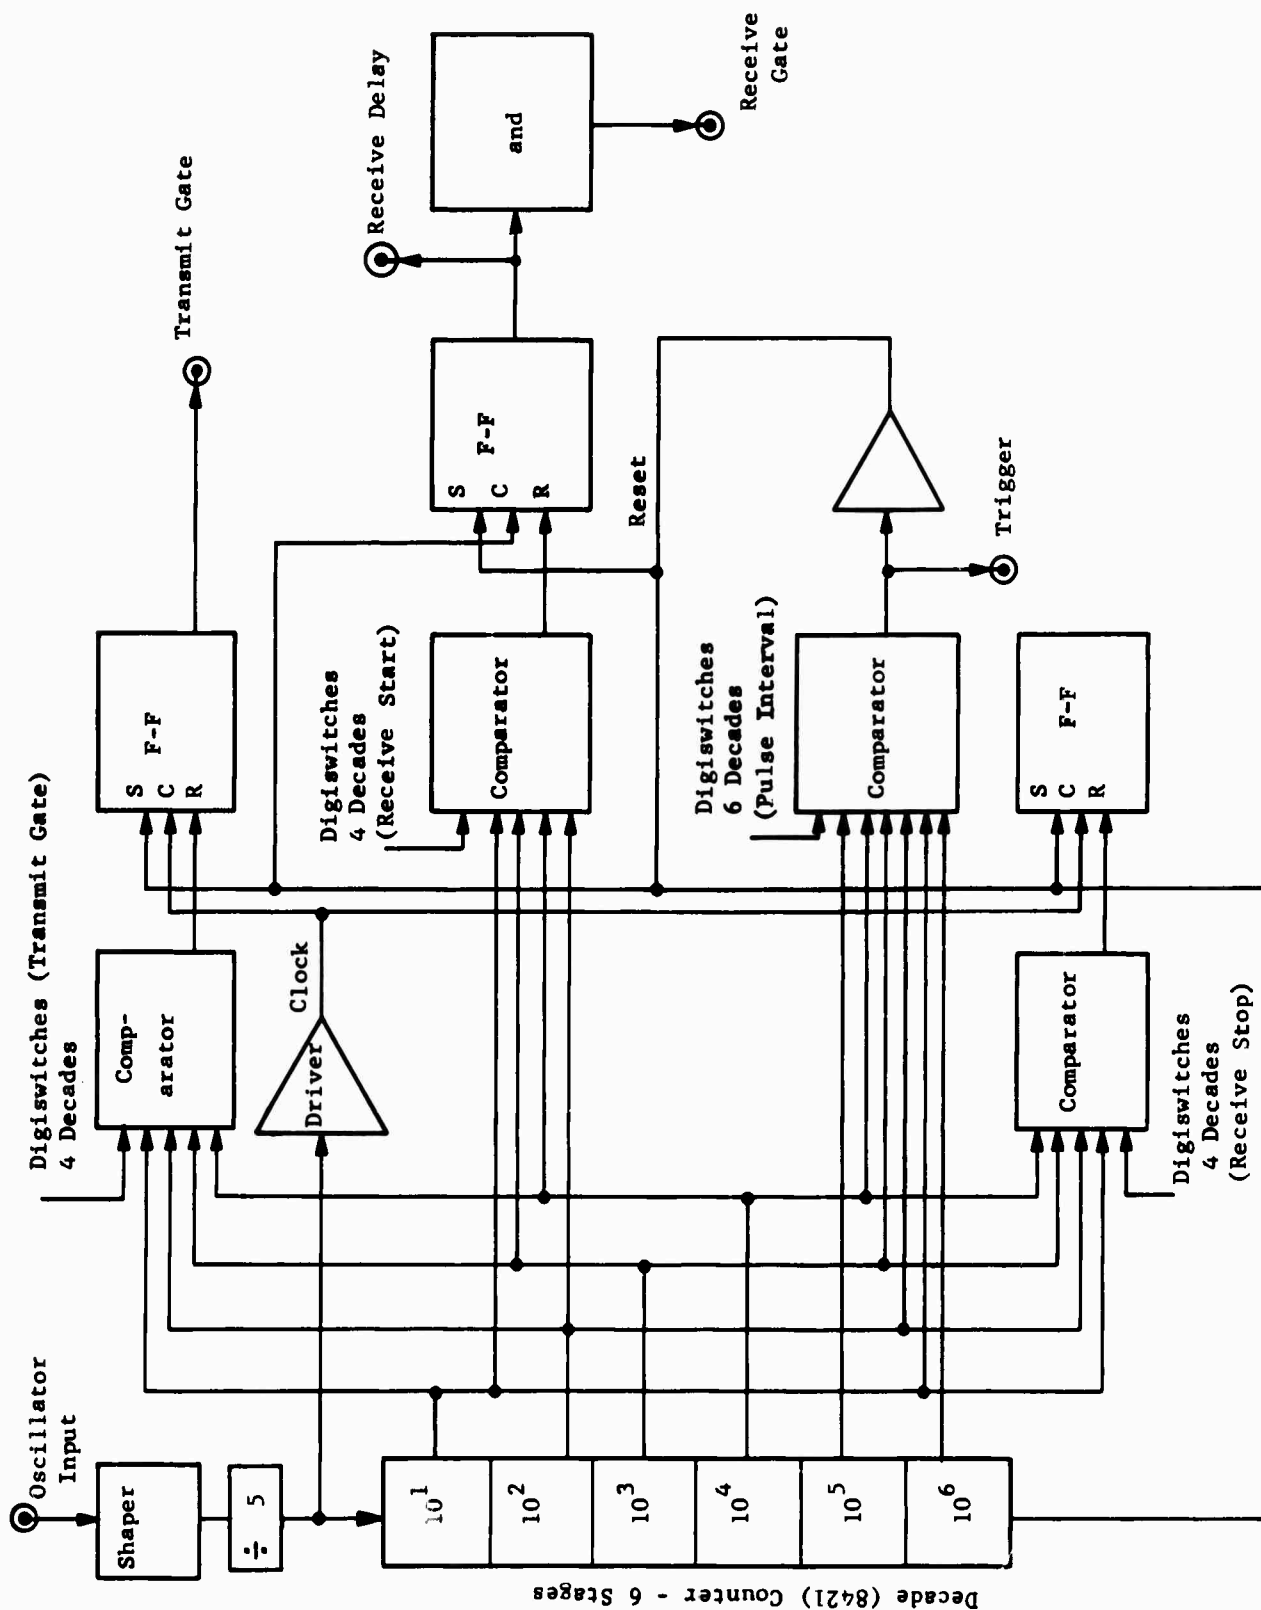 Oscillator
Input
Shaper
÷ 5
Decade (8421) Counter - 6 Stages
10^1
10^2
10^3
10^4
10^5
10^6
Digiswitches (Transmit Gate)
4 Decades
Comp-
arator
Driver
Clock
S
C
R
F-F
Transmit Gate
Digiswitches
4 Decades
(Receive Start)
Comparator
S
C
R
F-F
Receive Delay
and
Receive
Gate
Reset
Digiswitches
6 Decades
(Pulse Interval)
Comparator
Trigger
Digiswitches
4 Decades
(Receive Stop)
Comparator
S
C
R
F-F